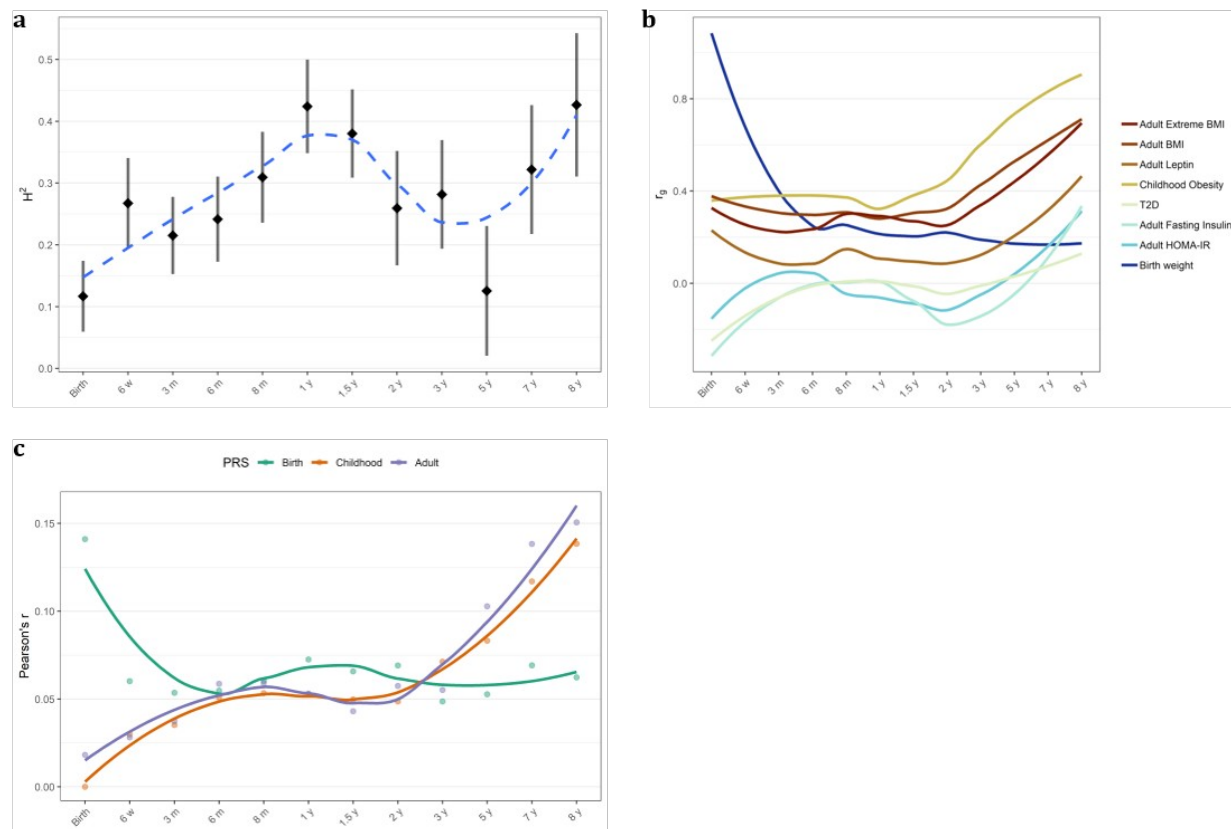 a
H²
0.5
0.4
0.3
0.2
0.1
0.0
Birth
6 w
3 m
6 m
8 m
1 y
1.5 y
2 y
3 y
5 y
7 y
8 y
b
rg
0.8
0.4
0.0
Birth
6 w
3 m
6 m
8 m
1 y
1.5 y
2 y
3 y
5 y
7 y
8 y
Adult Extreme BMI
Adult BMI
Adult Leptin
Childhood Obesity
T2D
Adult Fasting Insulin
Adult HOMA-IR
Birth weight
c
PRS Birth Childhood Adult
Pearson's r
0.15
0.10
0.05
0.00
Birth
6 w
3 m
6 m
8 m
1 y
1.5 y
2 y
3 y
5 y
7 y
8 y